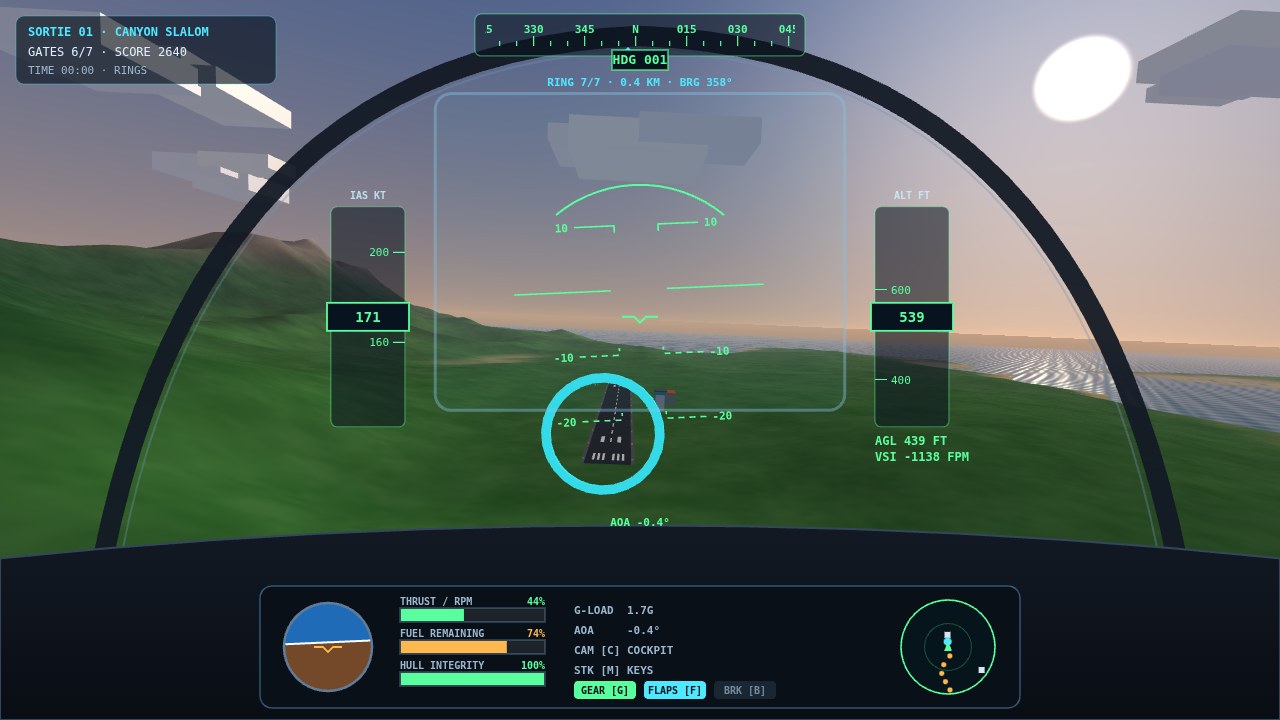 SORTIE 01 · CANYON SLALOM
GATES 6/7 · SCORE 2640
TIME 00:00 · RINGS
5 330 345 N 015 030 04
HDG 001
RING 7/7 · 0.4 KM · BRG 358°
IAS KT
200
171
160
ALT FT
600
539
400
AGL 439 FT
VSI -1138 FPM
10 10
-10 -10
-20 -20
AOA -0.4°
THRUST / RPM 44%
FUEL REMAINING 74%
HULL INTEGRITY 100%
G-LOAD 1.7G
AOA -0.4°
CAM [C] COCKPIT
STK [M] KEYS
GEAR [G] FLAPS [F] BRK [B]